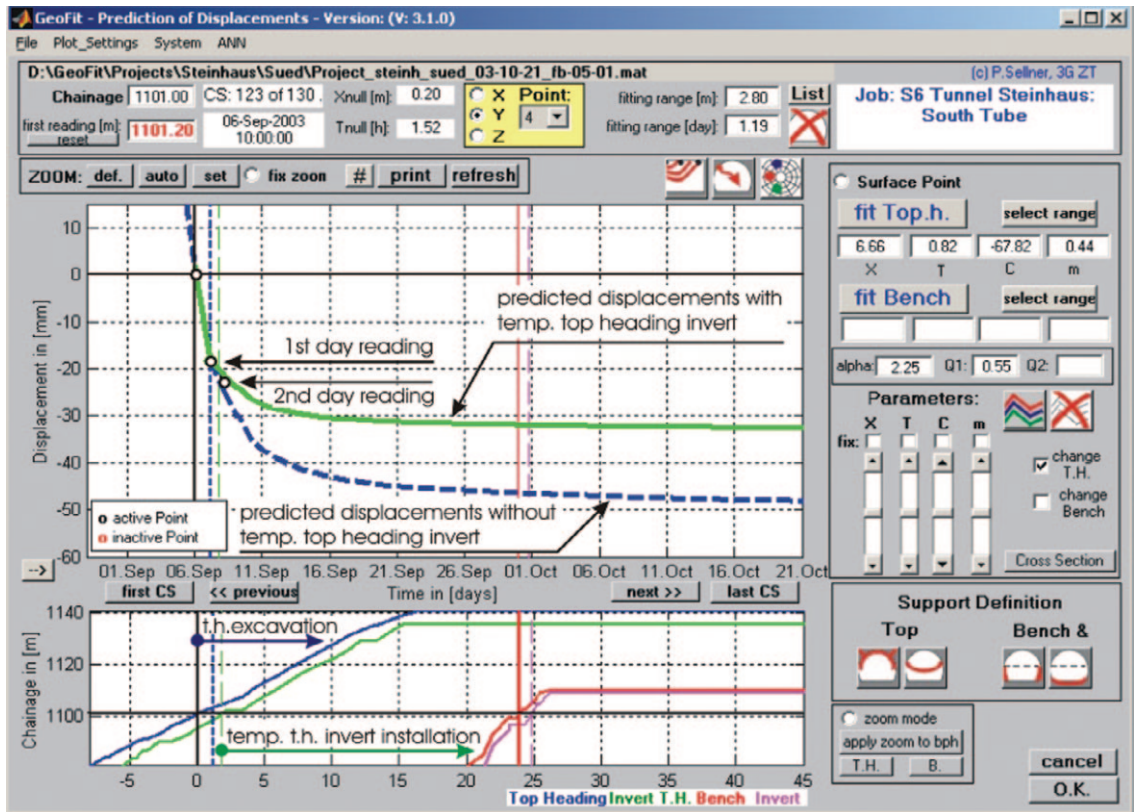 GeoFit - Prediction of Displacements - Version: (V: 3.1.0)
File Plot_Settings System ANN
D:\GeoFit\Projects\Steinhaus\Sued\Project_steinh_sued_03-10-21_fb-05-01.mat
(c) P.Sellner, 3G ZT
Chainage 1101.00 CS: 123 of 130 . Xnull [m]: 0.20 X Y Z Point: 4 fitting range [m]: 2.80 List
first reading [m]: 1101.20 reset 06-Sep-2003 10:00:00 Tnull [h]: 1.52 fitting range [day]: 1.19
Job: S6 Tunnel Steinhaus:
South Tube
ZOOM: def. auto set fix zoon # print refresh
Surface Point
fit Top.h. select range
6.66 0.82 -67.82 0.44
X T C m
fit Bench select range
alpha: 2.25 Q1: 0.55 Q2:
Parameters:
X T C m
fix:
change
T.H.
change
Bench
Cross Section
Displacement in [mm]
10
0
-10
-20
-30
-40
-50
-60
predicted displacements with
temp. top heading invert
1st day reading
2nd day reading
active Point
inactive Point
predicted displacements without
temp. top heading invert
-->
01.Sep 06.Sep 11.Sep 16.Sep 21.Sep 26.Sep 01.Oct 06.Oct 11.Oct 16.Oct 21.Oct
first CS << previous Time in [days] next >> last CS
Chainage in [m]
1140
1120
1100
t.h.excavation
temp. t.h. invert installation
-5 0 5 10 15 20 25 30 35 40 45
Top Heading Invert T.H. Bench Invert
Support Definition
Top Bench &
zoom mode
apply zoom to bph
T.H. B.
cancel
O.K.